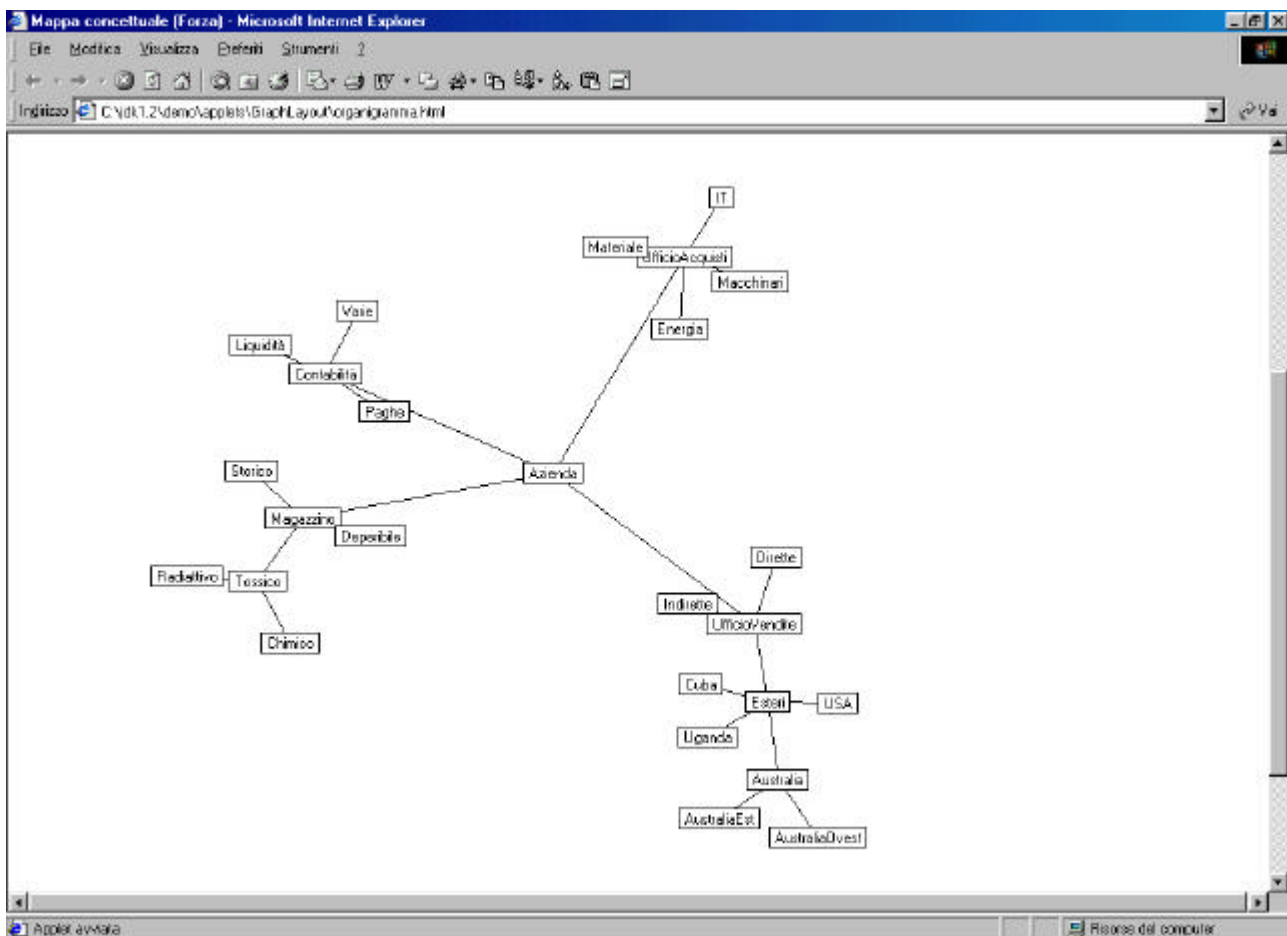 Mappa concettuale (Forza) - Microsoft Internet Explorer
File Modifica Visualizza Preferiti Strumenti ?
Indirizzo C:\jdk1.2\demo\applets\GraphLayout\organigramma.html Vai
IT
Materiale
UfficioAcquisti
Macchinari
Varie
Energia
Liquidità
Contabilità
Paghe
Storico
Azienda
Magazzino
Deperibile
Dirette
Radiattivo
Tossico
Indirette
UfficioVendite
Chimico
Cuba
Esteri
USA
Uganda
Australia
AustraliaEst
AustraliaOvest
Applet avviata Risorse del computer